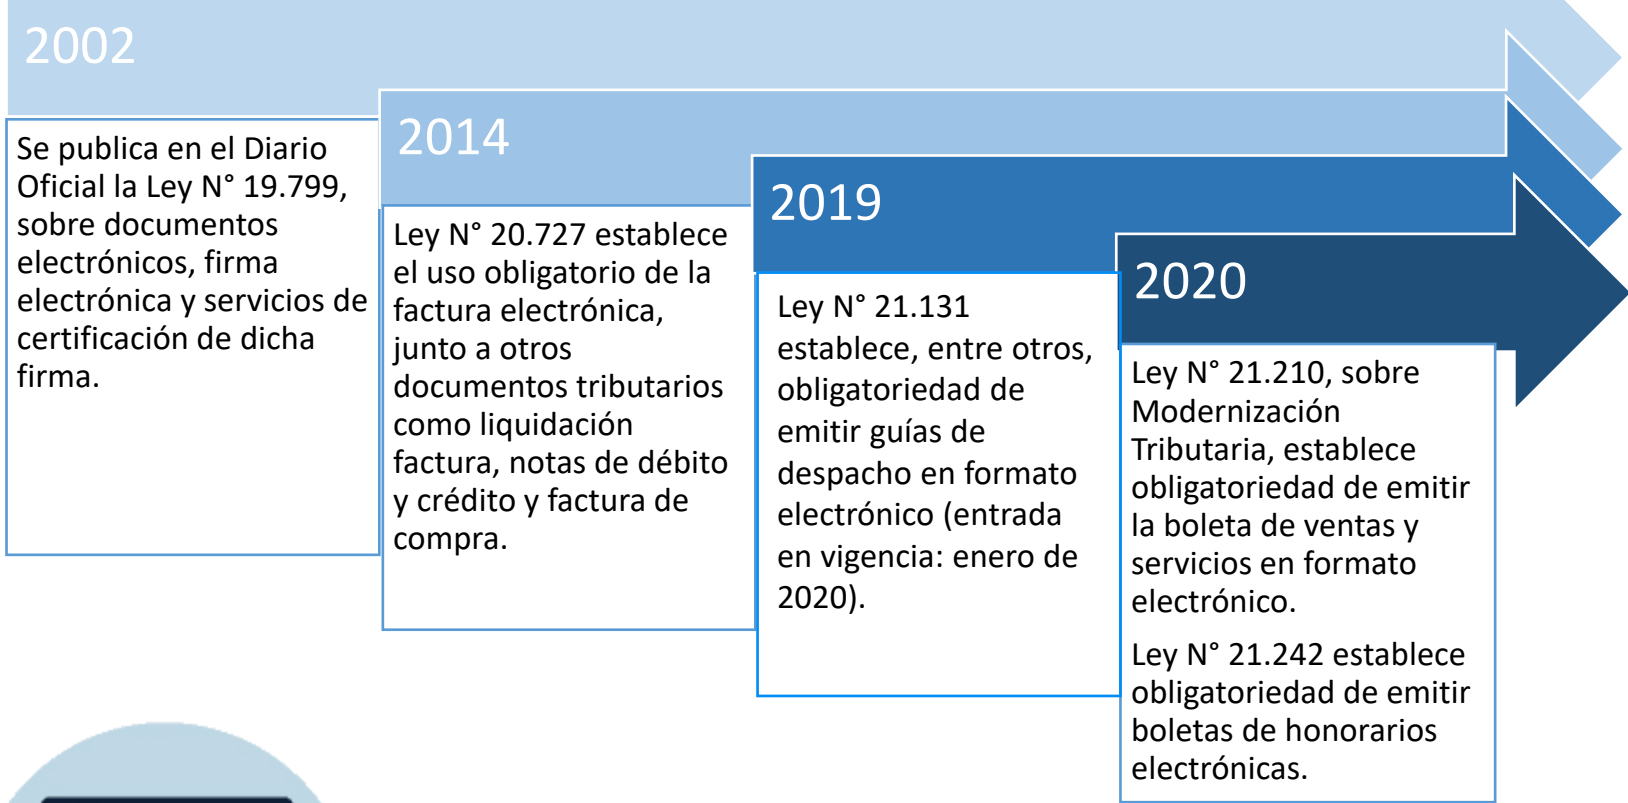 2002
Se publica en el Diario
Oficial la Ley N° 19.799,
sobre documentos
electrónicos, firma
electrónica y servicios de
certificación de dicha
firma.
2014
Ley N° 20.727 establece
el uso obligatorio de la
factura electrónica,
junto a otros
documentos tributarios
como liquidación
factura, notas de débito
y crédito y factura de
compra.
2019
Ley N° 21.131
establece, entre otros,
obligatoriedad de
emitir guías de
despacho en formato
electrónico (entrada
en vigencia: enero de
2020).
2020
Ley N° 21.210, sobre
Modernización
Tributaria, establece
obligatoriedad de emitir
la boleta de ventas y
servicios en formato
electrónico.
Ley N° 21.242 establece
obligatoriedad de emitir
boletas de honorarios
electrónicas.